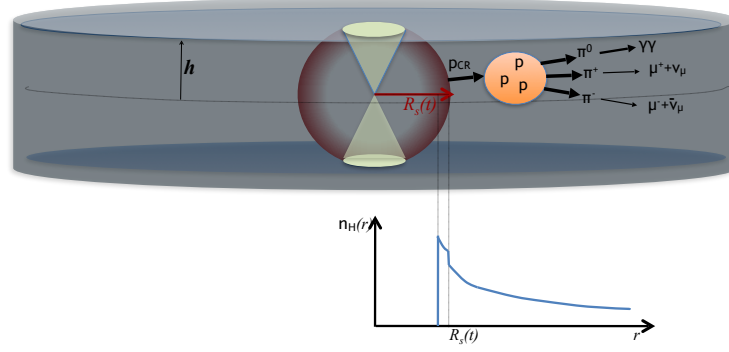 h
R_s(t)
p_CR
p
p p
p
π⁰
γγ
π⁺
μ⁺+ν_μ
π⁻
μ⁻+ν̄_μ
n_H(r)
R_s(t)
r